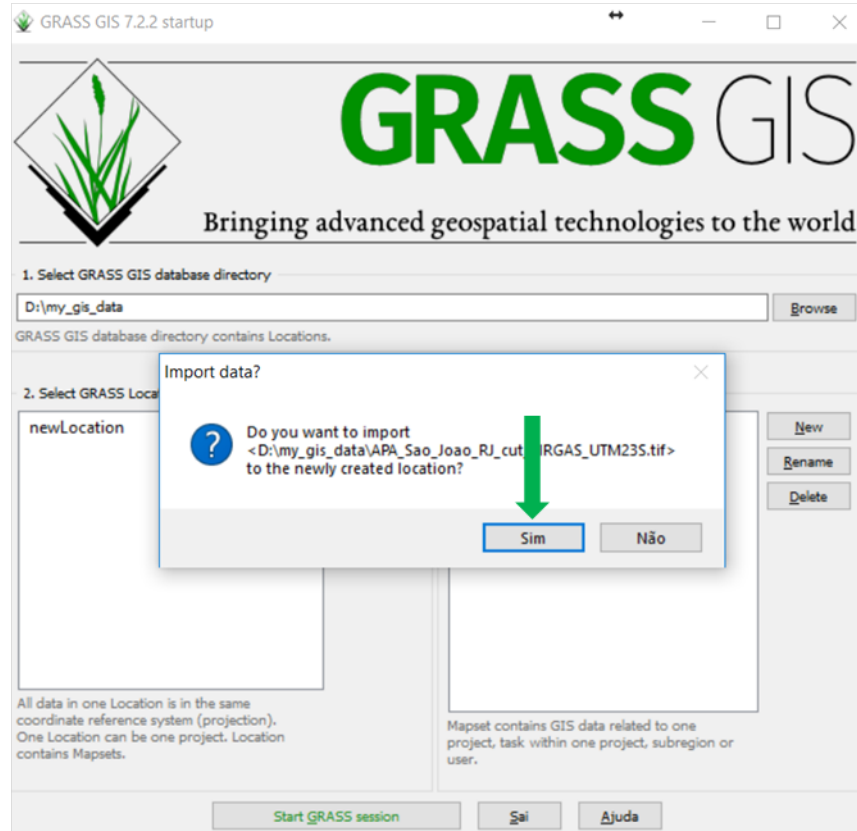 GRASS GIS 7.2.2 startup
GRASS GIS
Bringing advanced geospatial technologies to the world
1. Select GRASS GIS database directory
D:\my_gis_data
Browse
GRASS GIS database directory contains Locations.
Import data?
2. Select GRASS Loca
newLocation
Do you want to import
<D:\my_gis_data\APA_Sao_Joao_RJ_cut_ IRGAS_UTM23S.tif>
to the newly created location?
Sim
Não
New
Rename
Delete
All data in one Location is in the same
coordinate reference system (projection).
One Location can be one project. Location
contains Mapsets.
Mapset contains GIS data related to one
project, task within one project, subregion or
user.
Start GRASS session
Sai
Ajuda